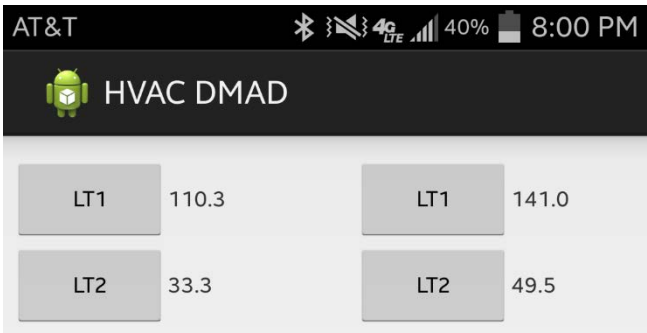 AT&T 4G LTE 40% 8:00 PM
HVAC DMAD
LT1 110.3 LT1 141.0
LT2 33.3 LT2 49.5